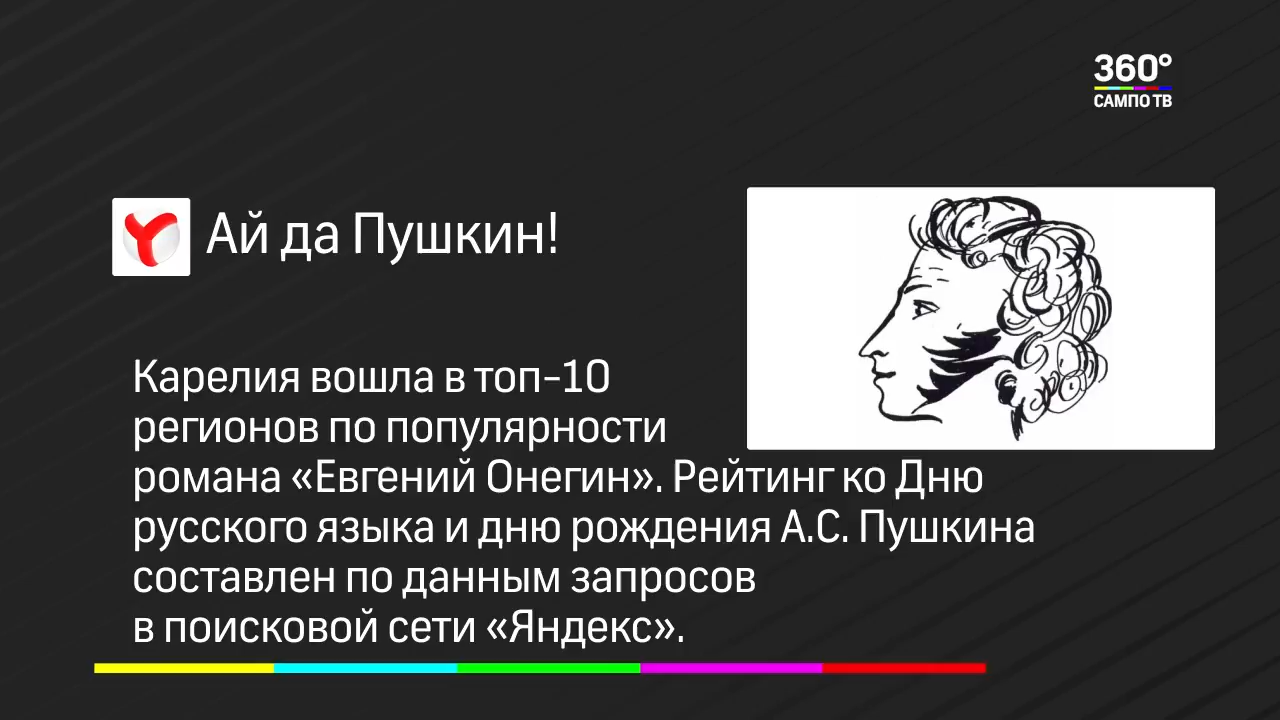 360°
САМПО ТВ
Ай да Пушкин!
Карелия вошла в топ-10
регионов по популярности
романа «Евгений Онегин». Рейтинг ко Дню
русского языка и дню рождения А.С. Пушкина
составлен по данным запросов
в поисковой сети «Яндекс».